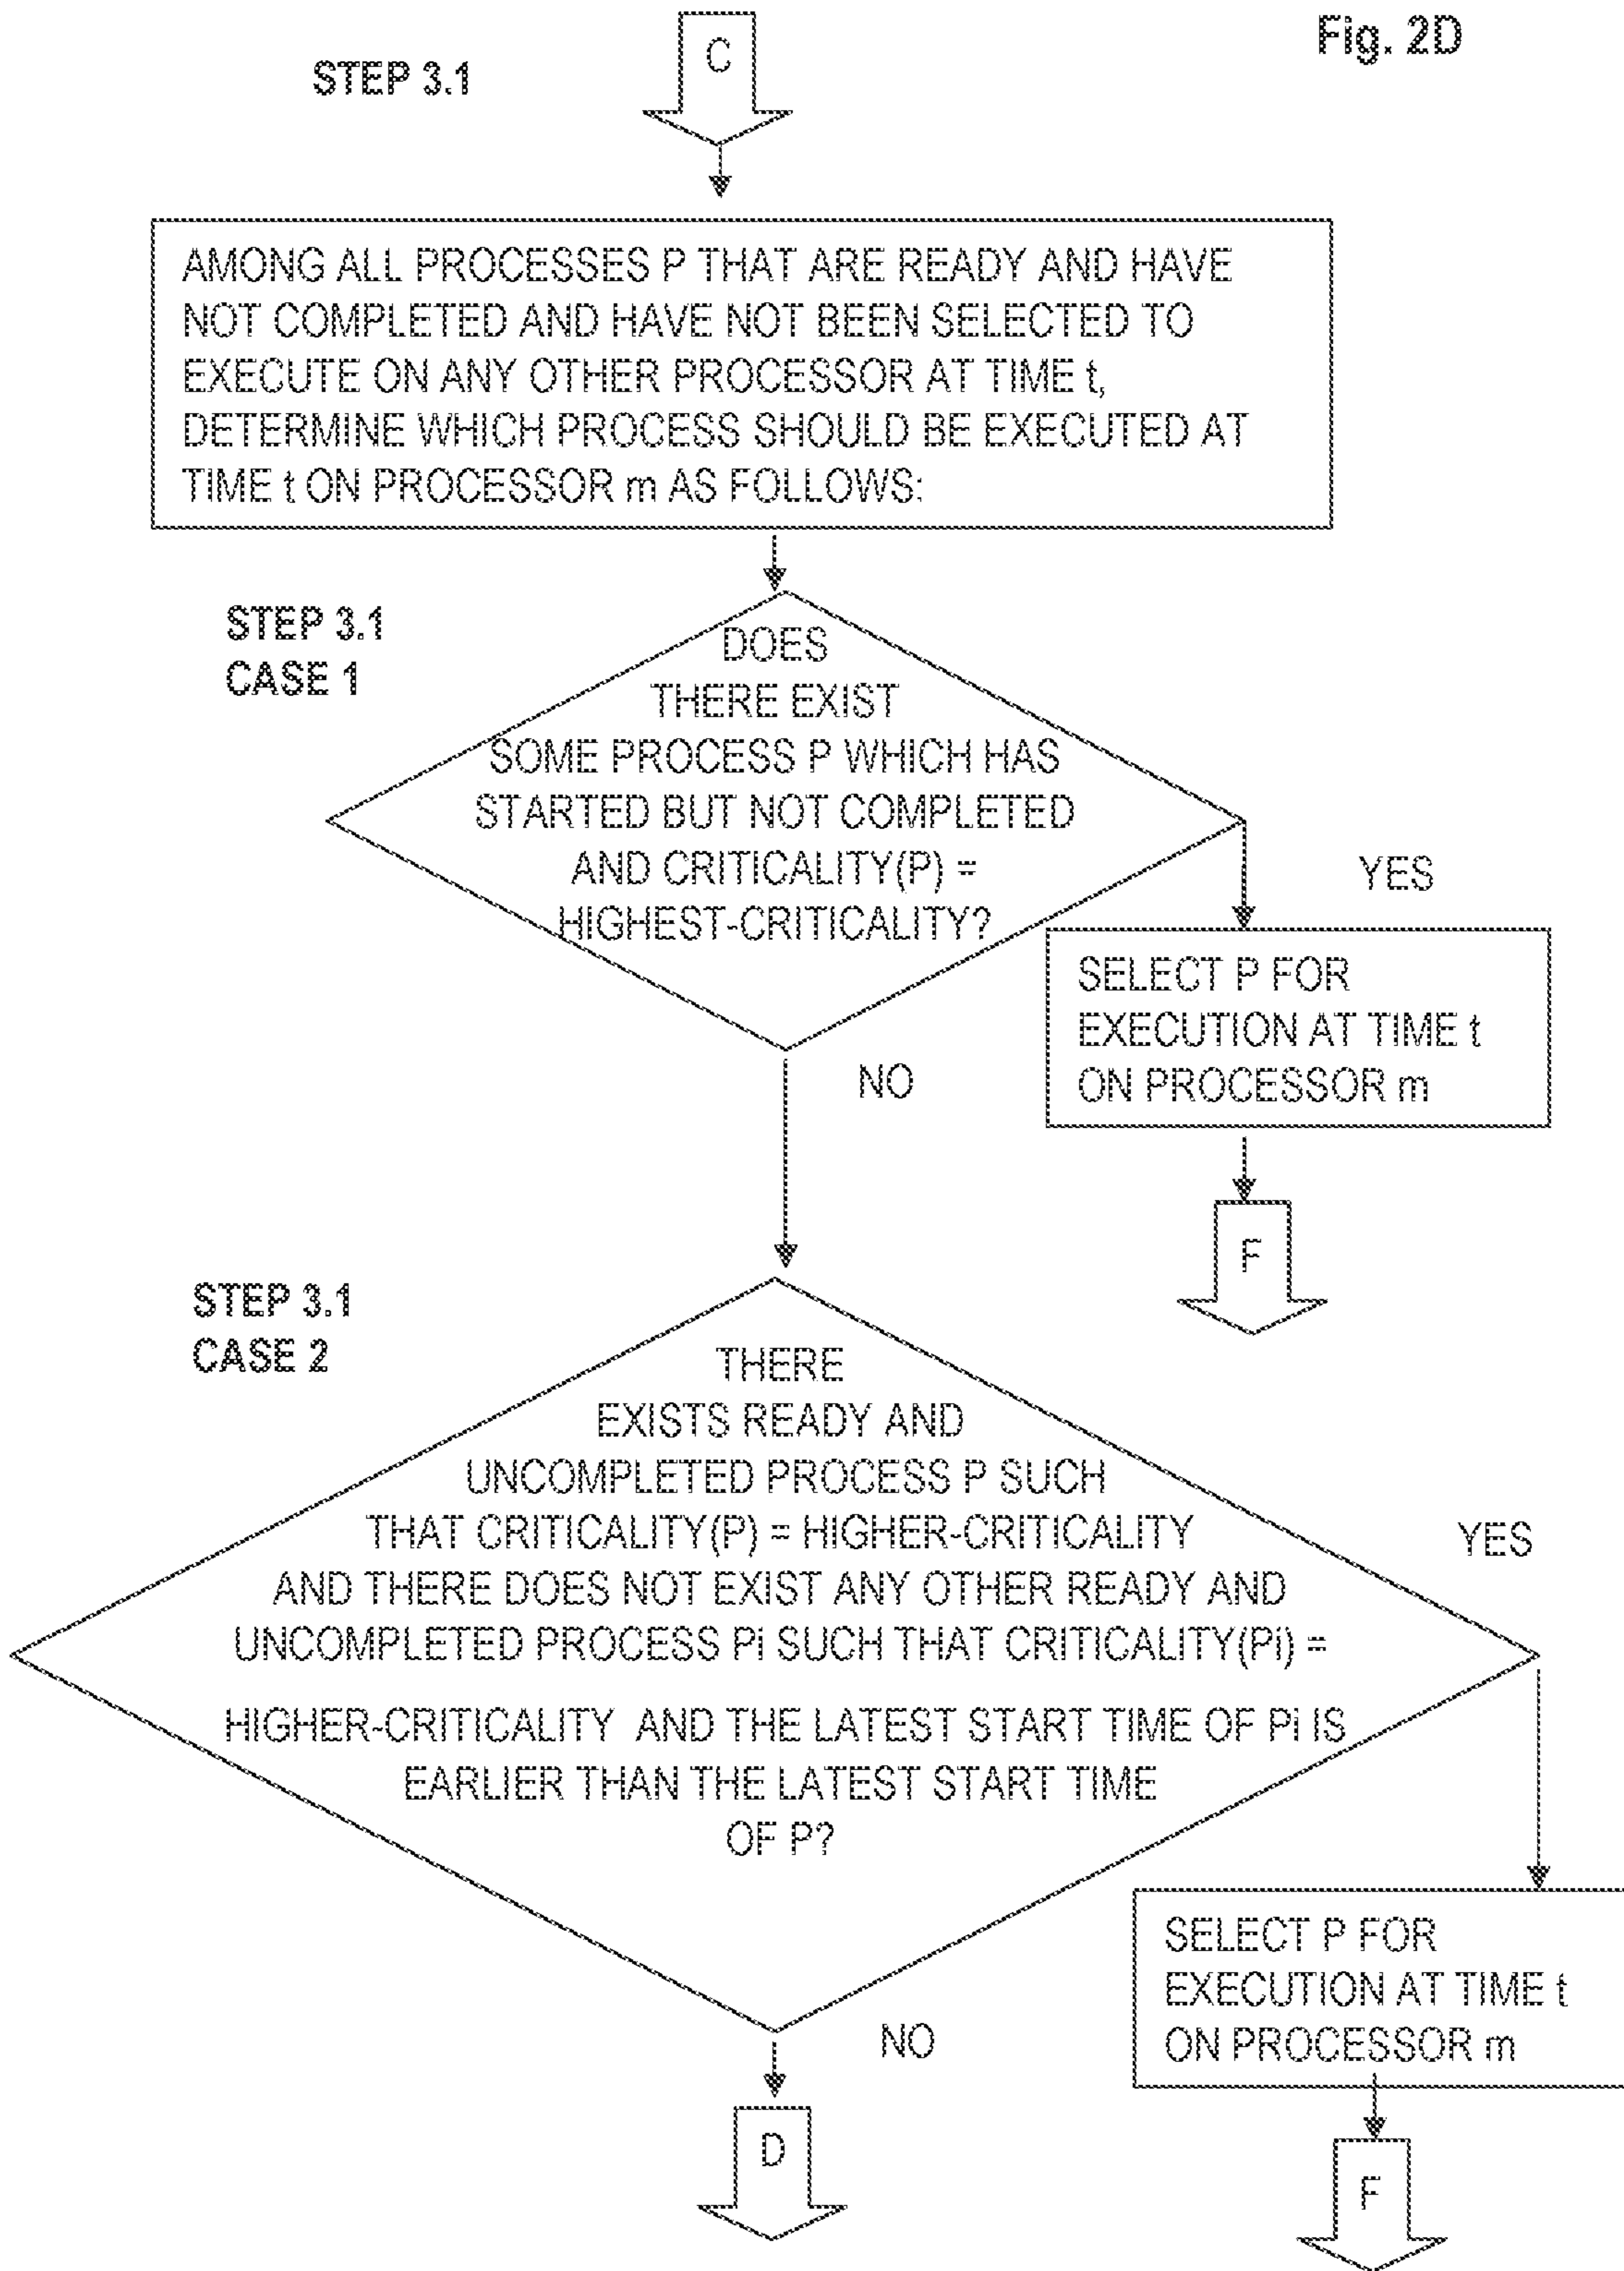 Fig. 2D
STEP 3.1
C
AMONG ALL PROCESSES P THAT ARE READY AND HAVE
NOT COMPLETED AND HAVE NOT BEEN SELECTED TO
EXECUTE ON ANY OTHER PROCESSOR AT TIME t,
DETERMINE WHICH PROCESS SHOULD BE EXECUTED AT
TIME t ON PROCESSOR m AS FOLLOWS:
STEP 3.1
CASE 1
DOES
THERE EXIST
SOME PROCESS P WHICH HAS
STARTED BUT NOT COMPLETED
AND CRITICALITY(P) =
HIGHEST-CRITICALITY?
YES
SELECT P FOR
EXECUTION AT TIME t
ON PROCESSOR m
NO
F
STEP 3.1
CASE 2
THERE
EXISTS READY AND
UNCOMPLETED PROCESS P SUCH
THAT CRITICALITY(P) = HIGHER-CRITICALITY
AND THERE DOES NOT EXIST ANY OTHER READY AND
UNCOMPLETED PROCESS Pi SUCH THAT CRITICALITY(Pi) =
HIGHER-CRITICALITY AND THE LATEST START TIME OF Pi IS
EARLIER THAN THE LATEST START TIME
OF P?
YES
SELECT P FOR
EXECUTION AT TIME t
ON PROCESSOR m
NO
D
F